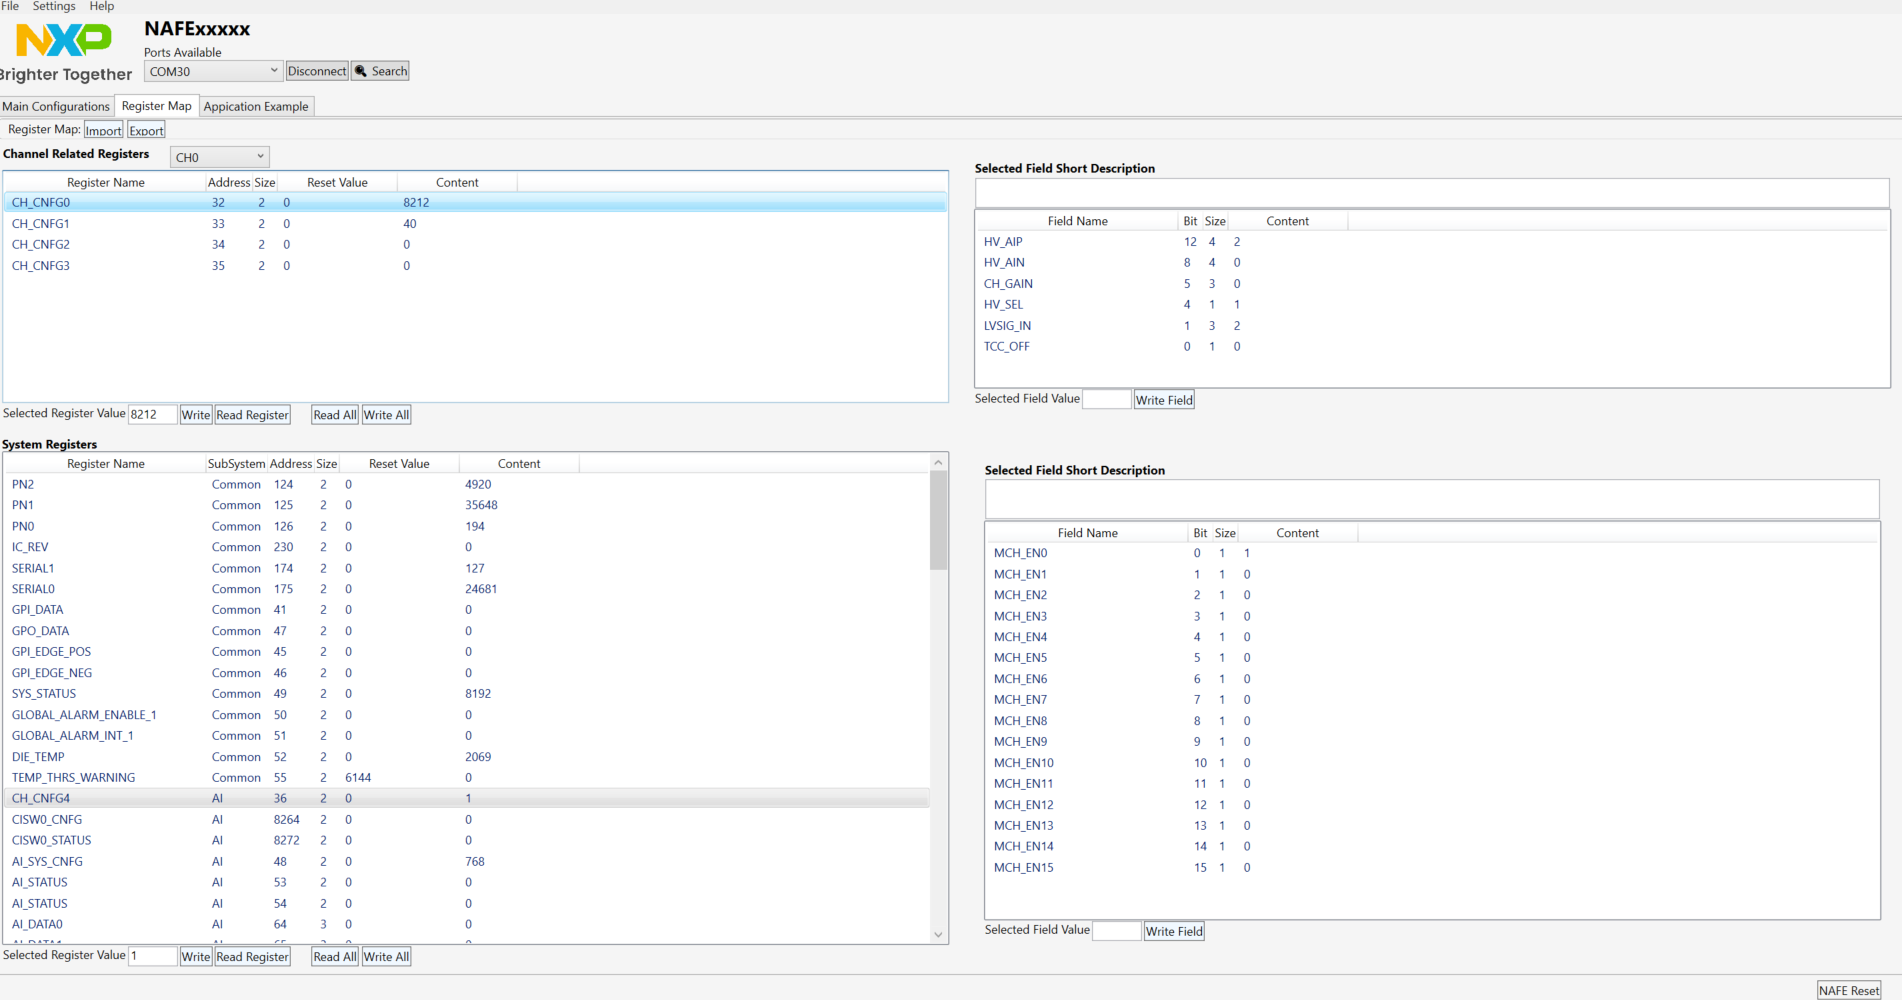 File Settings Help
NXP
Brighter Together
NAFExxxxx
Ports Available
COM30 Disconnect Search
Main Configurations Register Map Appication Example
Register Map: Import Export
Channel Related Registers CH0
Register Name Address Size Reset Value Content
CH_CNFG0 32 2 0 8212
CH_CNFG1 33 2 0 40
CH_CNFG2 34 2 0 0
CH_CNFG3 35 2 0 0
Selected Register Value 8212 Write Read Register Read All Write All
Selected Field Short Description
Field Name Bit Size Content
HV_AIP 12 4 2
HV_AIN 8 4 0
CH_GAIN 5 3 0
HV_SEL 4 1 1
LVSIG_IN 1 3 2
TCC_OFF 0 1 0
Selected Field Value Write Field
System Registers
Register Name SubSystem Address Size Reset Value Content
PN2 Common 124 2 0 4920
PN1 Common 125 2 0 35648
PN0 Common 126 2 0 194
IC_REV Common 230 2 0 0
SERIAL1 Common 174 2 0 127
SERIAL0 Common 175 2 0 24681
GPI_DATA Common 41 2 0 0
GPO_DATA Common 47 2 0 0
GPI_EDGE_POS Common 45 2 0 0
GPI_EDGE_NEG Common 46 2 0 0
SYS_STATUS Common 49 2 0 8192
GLOBAL_ALARM_ENABLE_1 Common 50 2 0 0
GLOBAL_ALARM_INT_1 Common 51 2 0 0
DIE_TEMP Common 52 2 0 2069
TEMP_THRS_WARNING Common 55 2 6144 0
CH_CNFG4 AI 36 2 0 1
CISW0_CNFG AI 8264 2 0 0
CISW0_STATUS AI 8272 2 0 0
AI_SYS_CNFG AI 48 2 0 768
AI_STATUS AI 53 2 0 0
AI_STATUS AI 54 2 0 0
AI_DATA0 AI 64 3 0 0
AI_DATA1 AI 65 3 0 0
Selected Register Value 1 Write Read Register Read All Write All
Selected Field Short Description
Field Name Bit Size Content
MCH_EN0 0 1 1
MCH_EN1 1 1 0
MCH_EN2 2 1 0
MCH_EN3 3 1 0
MCH_EN4 4 1 0
MCH_EN5 5 1 0
MCH_EN6 6 1 0
MCH_EN7 7 1 0
MCH_EN8 8 1 0
MCH_EN9 9 1 0
MCH_EN10 10 1 0
MCH_EN11 11 1 0
MCH_EN12 12 1 0
MCH_EN13 13 1 0
MCH_EN14 14 1 0
MCH_EN15 15 1 0
Selected Field Value Write Field
NAFE Reset